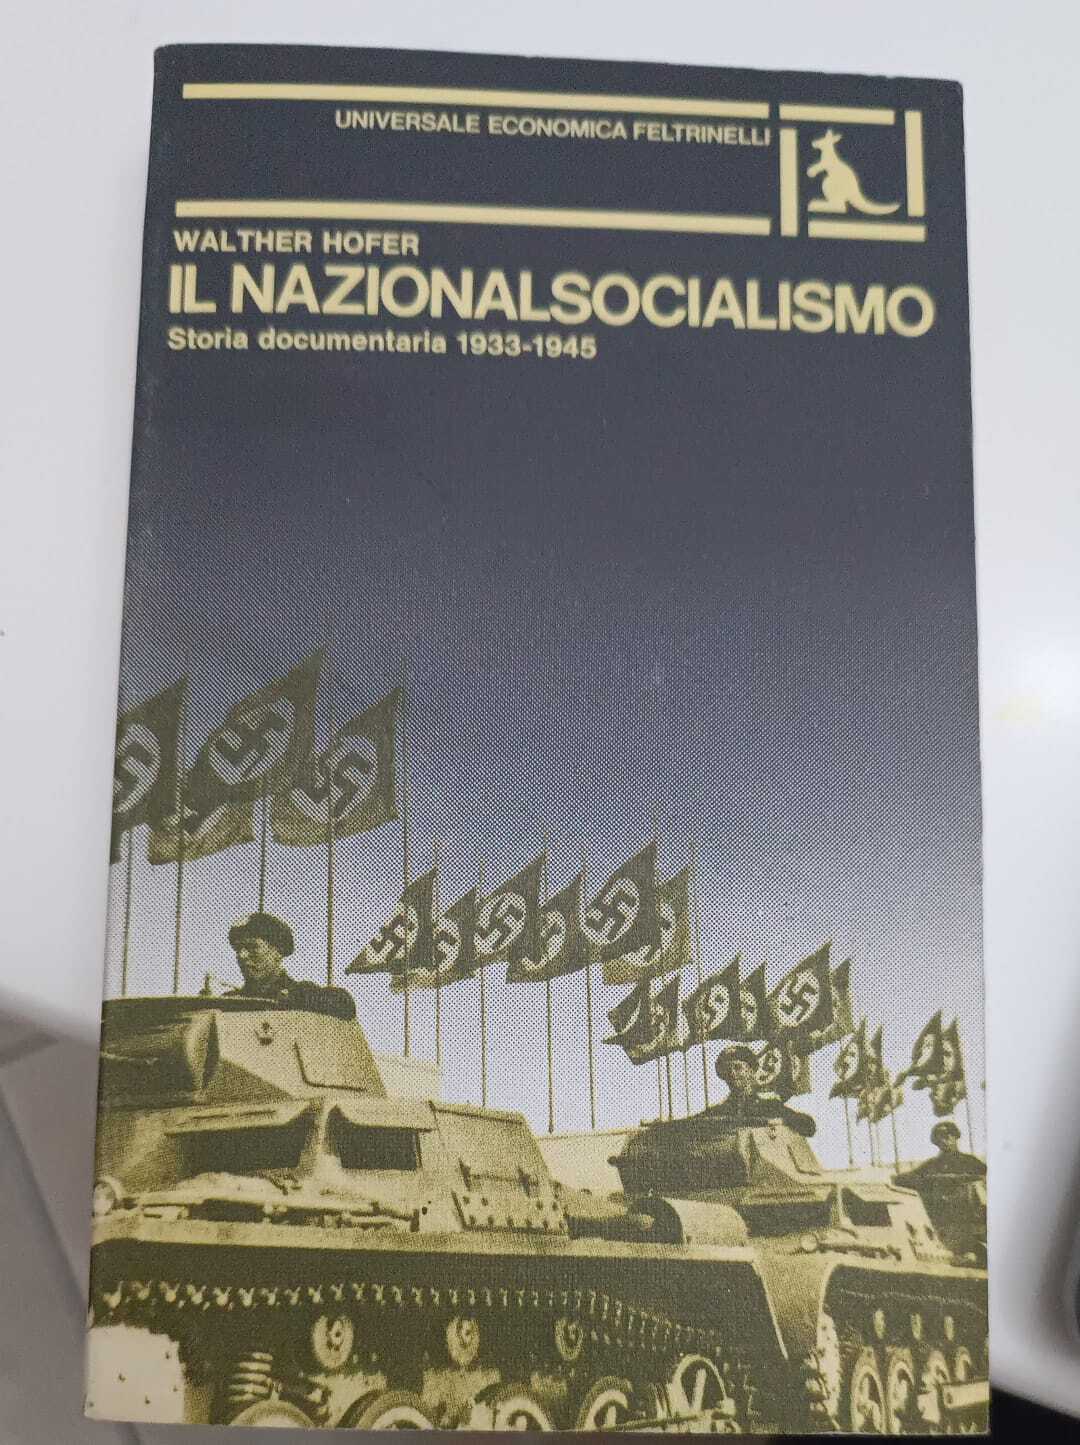 UNIVERSALE ECONOMICA FELTRINELLI
WALTHER HOFER
IL NAZIONALSOCIALISMO
Storia documentaria 1933-1945